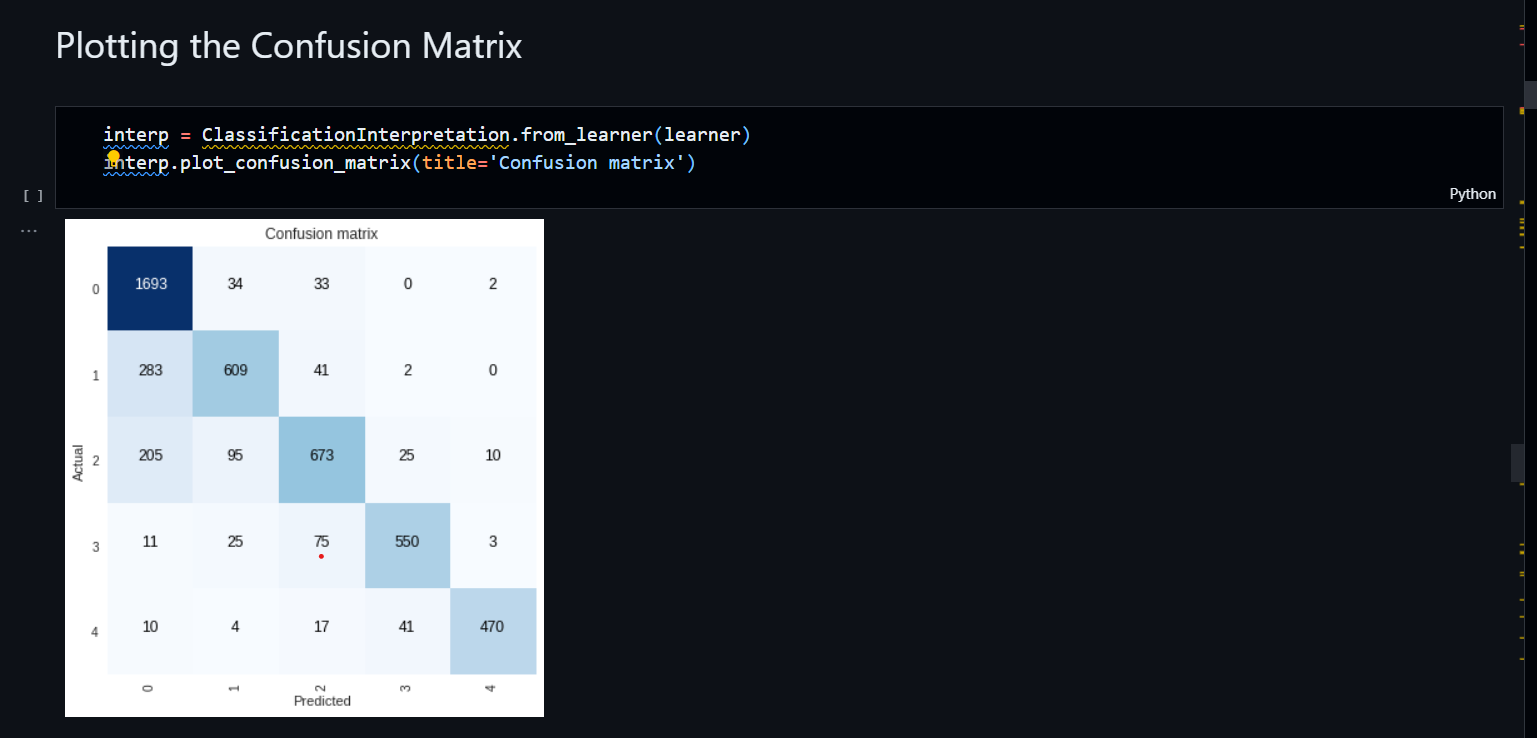 Plotting the Confusion Matrix
interp = ClassificationInterpretation.from_learner(learner)
interp.plot_confusion_matrix(title='Confusion matrix')
[ ]
Python
...
Confusion matrix
0 1693 34 33 0 2
1 283 609 41 2 0
Actual
2 205 95 673 25 10
3 11 25 75 550 3
4 10 4 17 41 470
0 1 2 3 4
Predicted